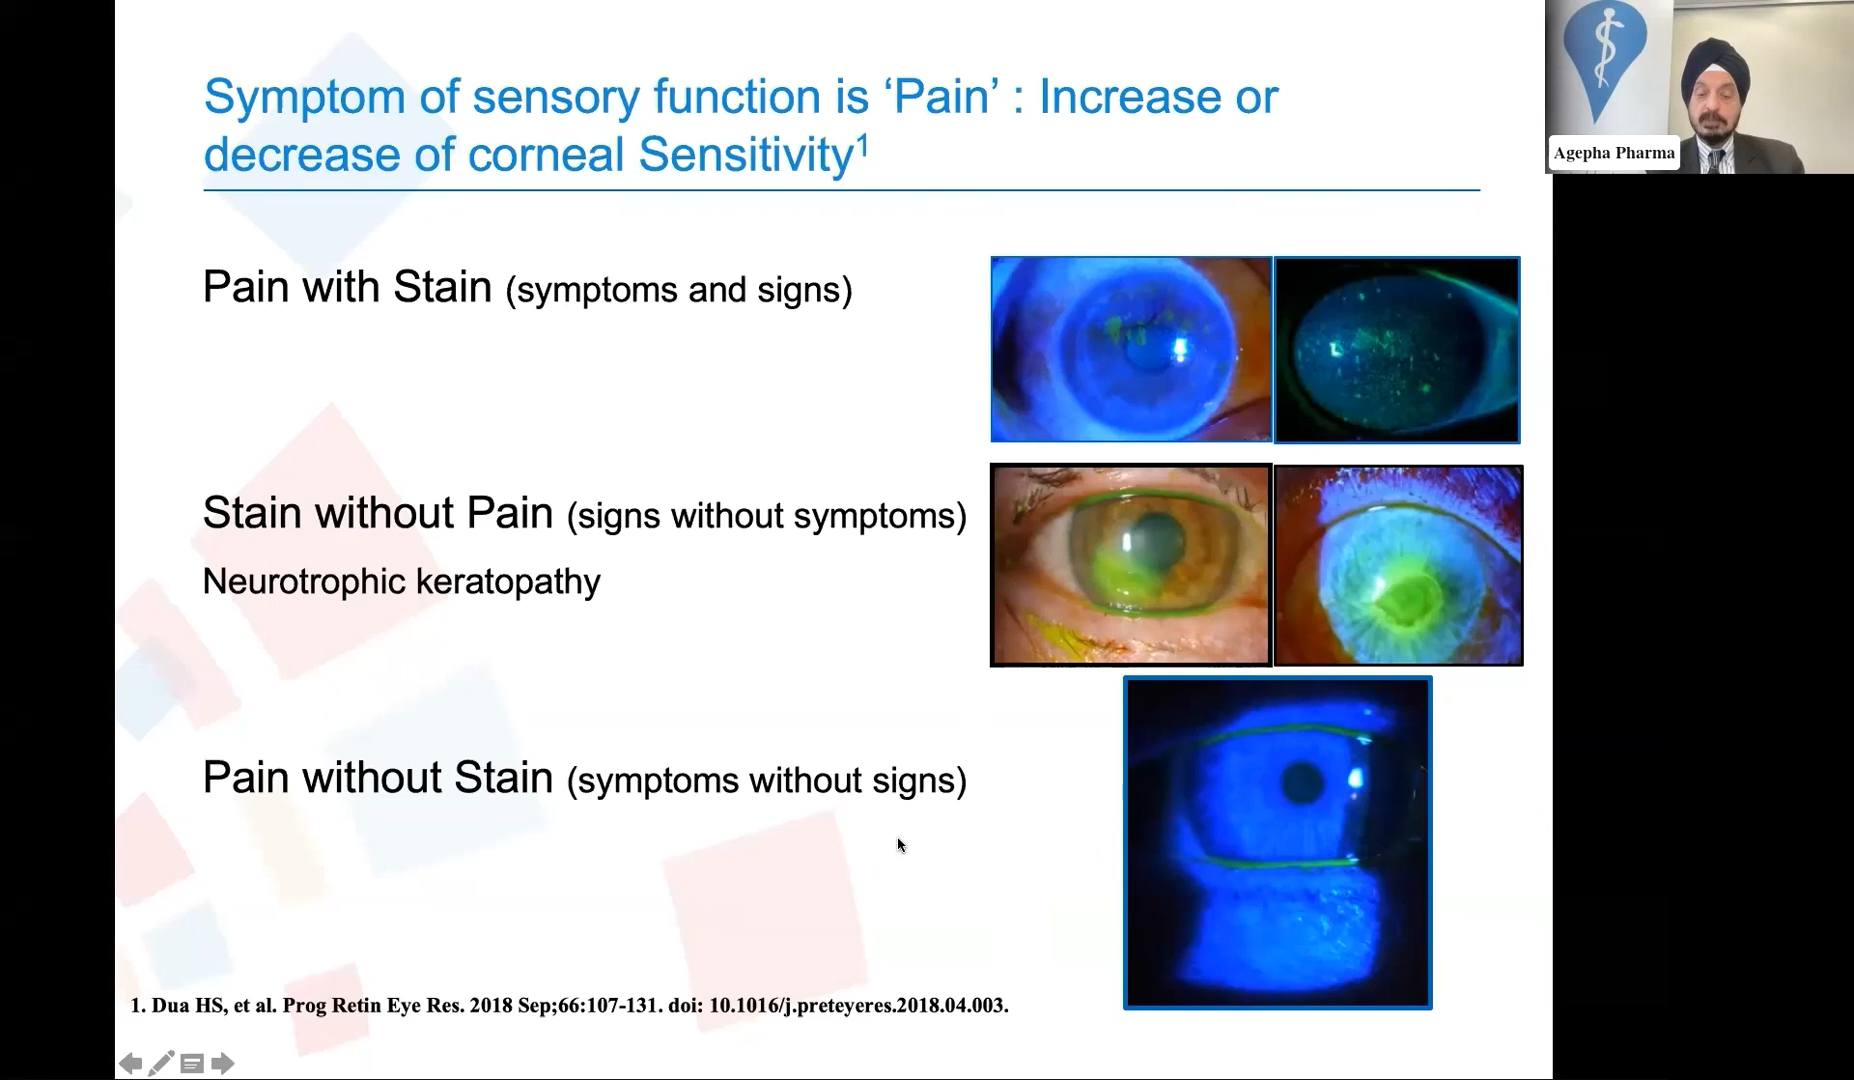 Symptom of sensory function is ‘Pain’ : Increase or
decrease of corneal Sensitivity1
Agepha Pharma
Pain with Stain (symptoms and signs)
Stain without Pain (signs without symptoms)
Neurotrophic keratopathy
Pain without Stain (symptoms without signs)
1. Dua HS, et al. Prog Retin Eye Res. 2018 Sep;66:107-131. doi: 10.1016/j.preteyeres.2018.04.003.